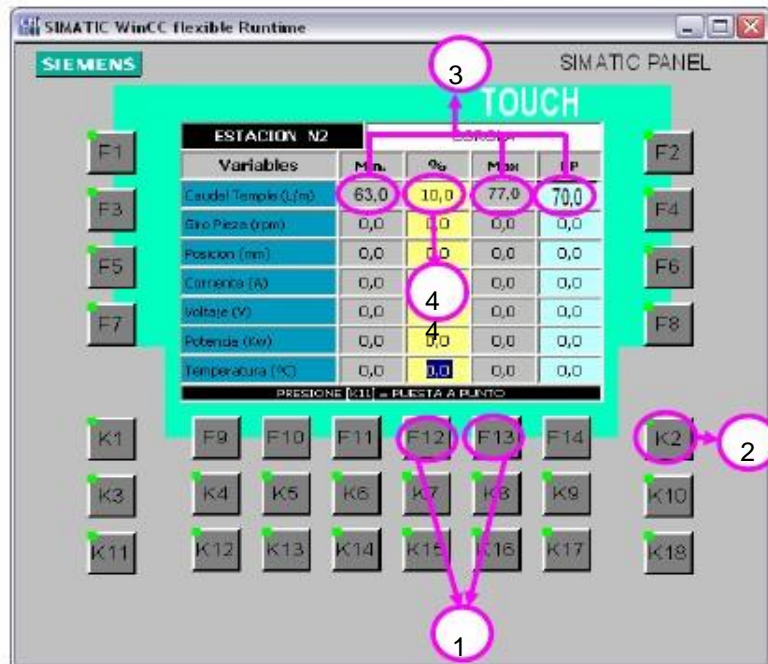 SIMATIC WinCC flexible Runtime
SIEMENS
SIMATIC PANEL
3
TOUCH
ESTACION N2
Variables Min. % Max
Caudal Temple (L/m) 63,0 10,0 77,0 70,0
Giro Pieza (rpm) 0,0 0,0 0,0 0,0
Posicion (mm) 0,0 0,0 0,0
Corriente (A) 0,0 0,0 0,0
Voltaje (V) 0,0 0,0 0,0
Potencia (Kw) 0,0 0,0 0,0 0,0
Temperatura (ºC) 0,0 0,0 0,0 0,0
4
4
PRESIONE [K11] = PUESTA A PUNTO
F1 F2
F3 F4
F5 F6
F7 F8
K1 F9 F10 F11 F12 F13 F14 K2 2
K3 K4 K5 K6 K7 K8 K9 K10
K11 K12 K13 K14 K15 K16 K17 K18
1